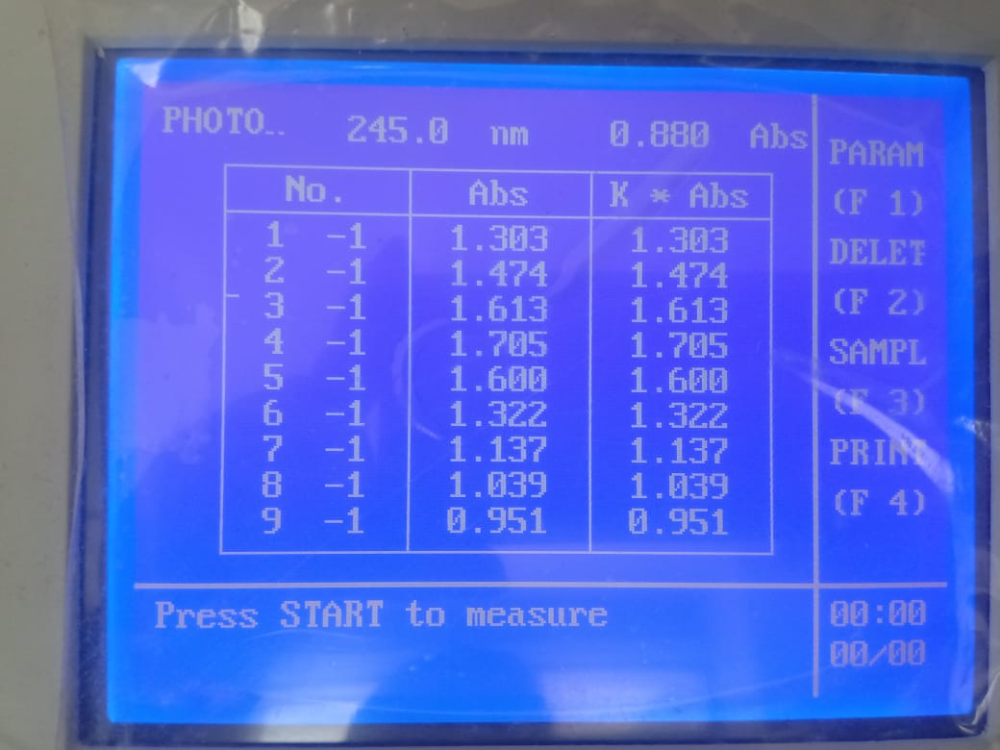 PHOTO.. 245.0 nm 0.880 Abs
No. Abs K * Abs
1 -1 1.303 1.303
2 -1 1.474 1.474
3 -1 1.613 1.613
4 -1 1.705 1.705
5 -1 1.600 1.600
6 -1 1.322 1.322
7 -1 1.137 1.137
8 -1 1.039 1.039
9 -1 0.951 0.951
Press START to measure
PARAM
(F 1)
DELET
(F 2)
SAMPL
(F 3)
PRINT
(F 4)
00:00
00/00